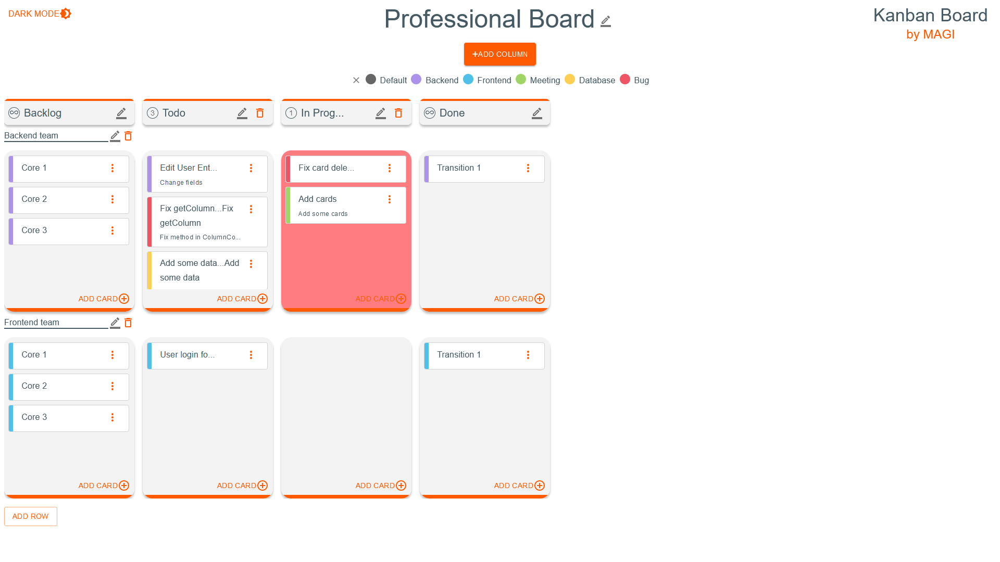 DARK MODE
Professional Board
Kanban Board
by MAGI
+ADD COLUMN
Default Backend Frontend Meeting Database Bug
Backlog
3 Todo
1 In Prog...
Done
Backend team
Core 1
Core 2
Core 3
ADD CARD
Edit User Ent...
Change fields
Fix getColumn...Fix
getColumn
Fix method in ColumnCo...
Add some data...Add
some data
ADD CARD
Fix card dele...
Add cards
Add some cards
ADD CARD
Transition 1
ADD CARD
Frontend team
Core 1
Core 2
Core 3
ADD CARD
User login fo...
ADD CARD
ADD CARD
Transition 1
ADD CARD
ADD ROW